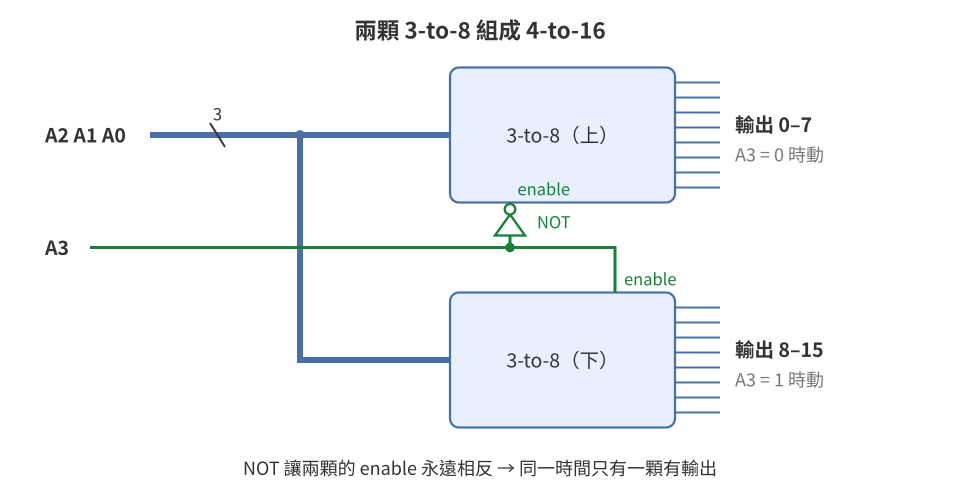 兩顆 3-to-8 組成 4-to-16
3
A2 A1 A0
3-to-8（上）
輸出 0–7
A3 = 0 時動
enable
NOT
A3
enable
3-to-8（下）
輸出 8–15
A3 = 1 時動
NOT 讓兩顆的 enable 永遠相反 → 同一時間只有一顆有輸出